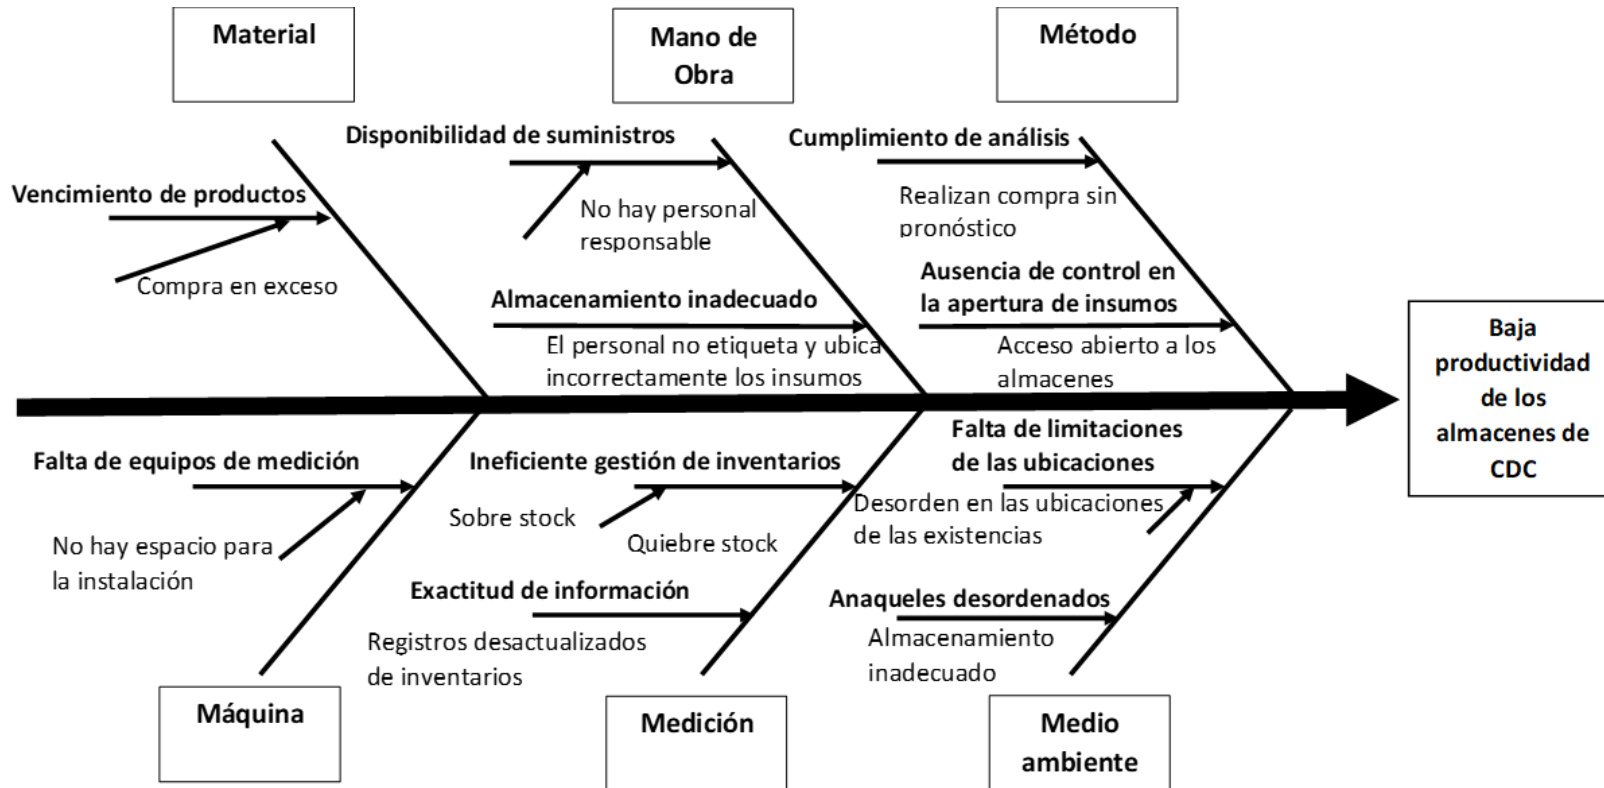 Material
Mano de
Obra
Método
Disponibilidad de suministros
Cumplimiento de análisis
Vencimiento de productos
No hay personal
responsable
Realizan compra sin
pronóstico
Compra en exceso
Almacenamiento inadecuado
Ausencia de control en
la apertura de insumos
El personal no etiqueta y ubica
incorrectamente los insumos
Acceso abierto a los
almacenes
Baja
productividad
de los
almacenes de
CDC
Falta de equipos de medición
Ineficiente gestión de inventarios
Falta de limitaciones
de las ubicaciones
Sobre stock
Desorden en las ubicaciones
de las existencias
No hay espacio para
la instalación
Quiebre stock
Exactitud de información
Anaqueles desordenados
Registros desactualizados
de inventarios
Almacenamiento
inadecuado
Máquina
Medición
Medio
ambiente